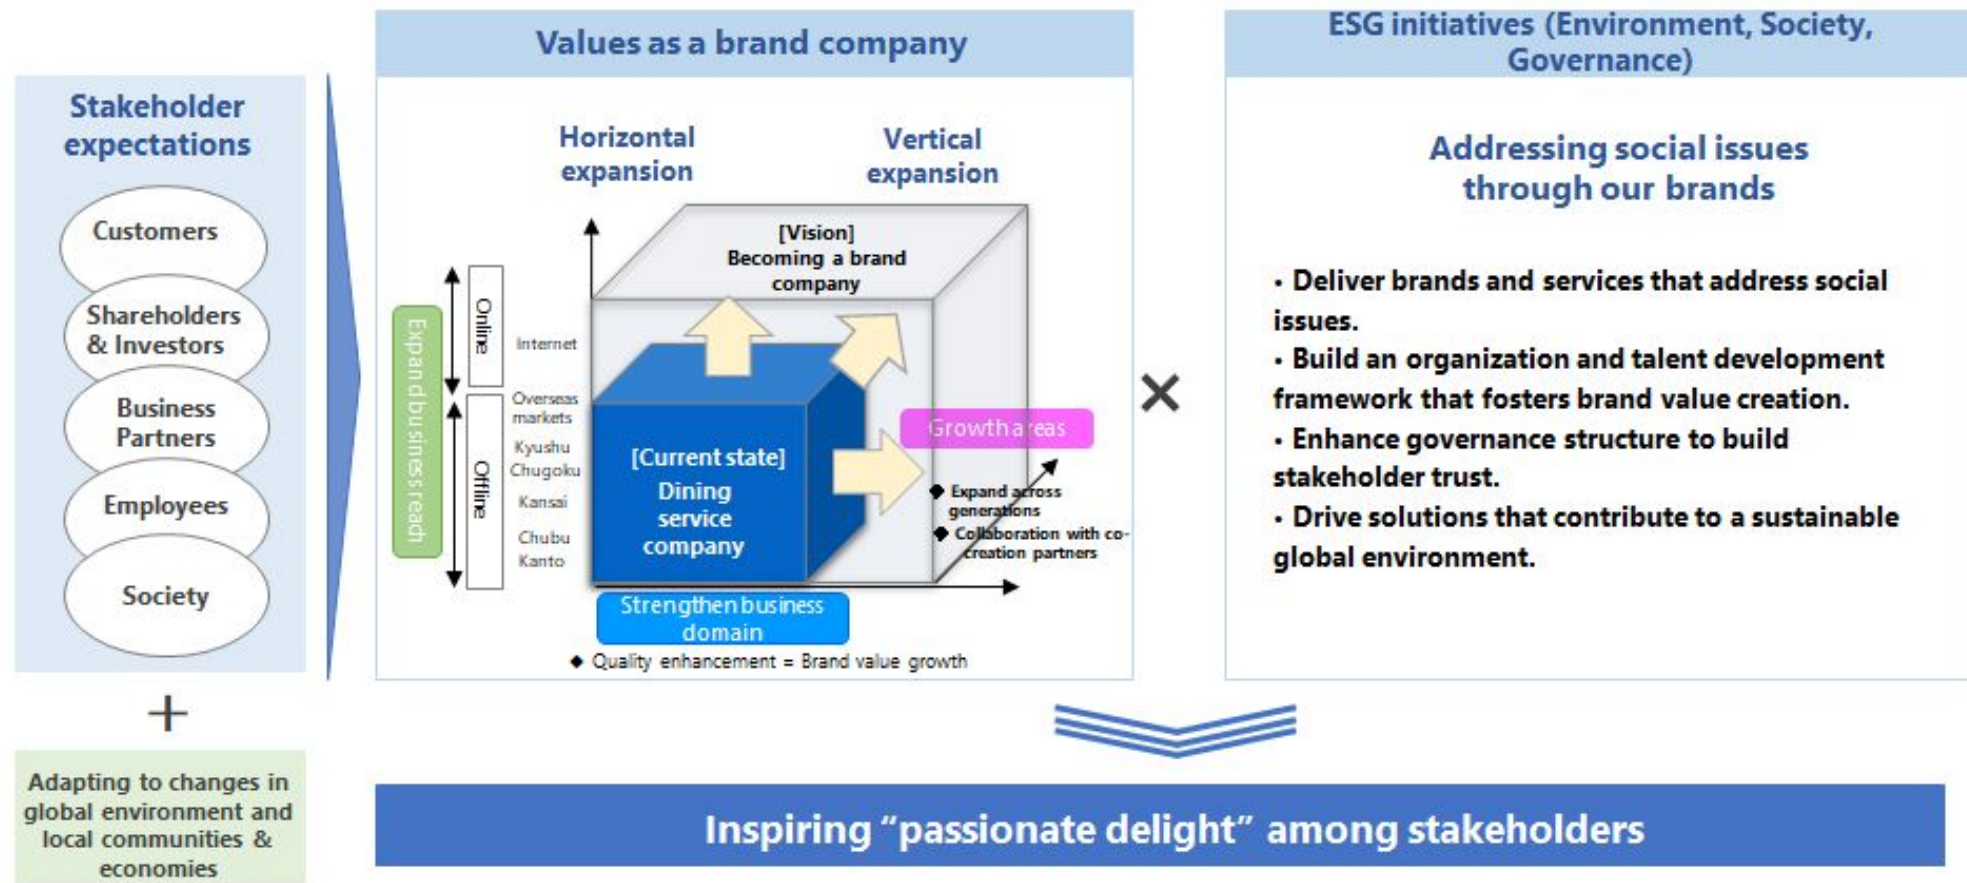 Stakeholder
expectations
Customers
Shareholders
& Investors
Business
Partners
Employees
Society
+
Adapting to changes in
global environment and
local communities &
economies
Values as a brand company
Horizontal
expansion
Vertical
expansion
[Vision]
Becoming a brand
company
Expand business reach
Online
Offline
Internet
Overseas
markets
Kyushu
Chugoku
Kansai
Chubu
Kanto
[Current state]
Dining
service
company
Growth areas
◆ Expand across
generations
◆ Collaboration with co-
creation partners
Strengthen business
domain
◆ Quality enhancement = Brand value growth
×
ESG initiatives (Environment, Society,
Governance)
Addressing social issues
through our brands
・Deliver brands and services that address social
issues.
・Build an organization and talent development
framework that fosters brand value creation.
・Enhance governance structure to build
stakeholder trust.
・Drive solutions that contribute to a sustainable
global environment.
Inspiring “passionate delight” among stakeholders